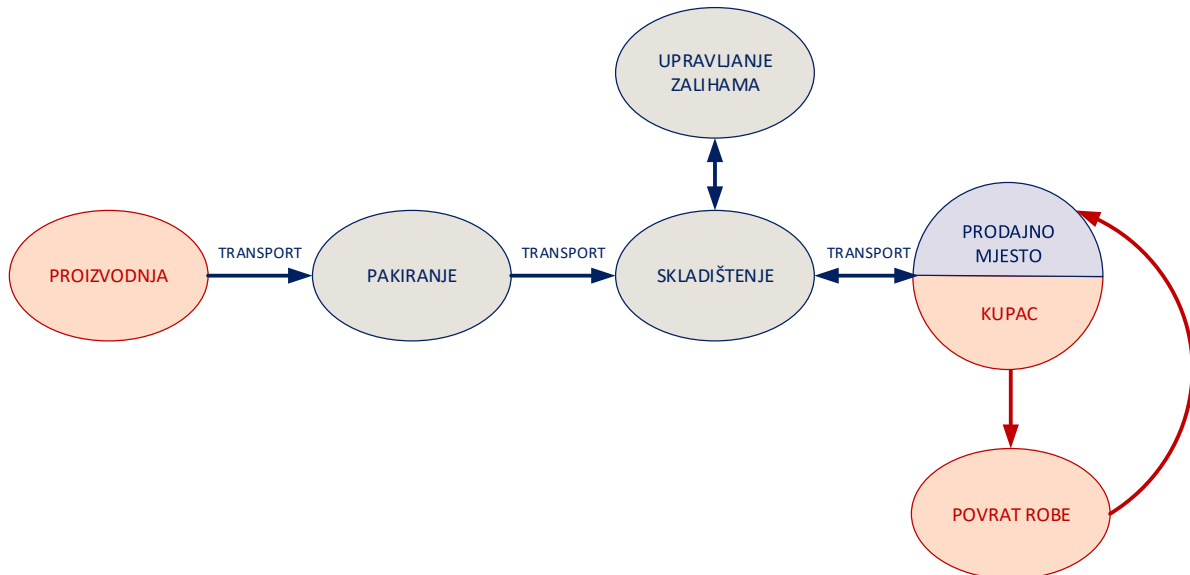 UPRAVLJANJE
ZALIHAMA
PROIZVODNJA
TRANSPORT
PAKIRANJE
TRANSPORT
SKLADIŠTENJE
TRANSPORT
PRODAJNO
MJESTO
KUPAC
POVRAT ROBE